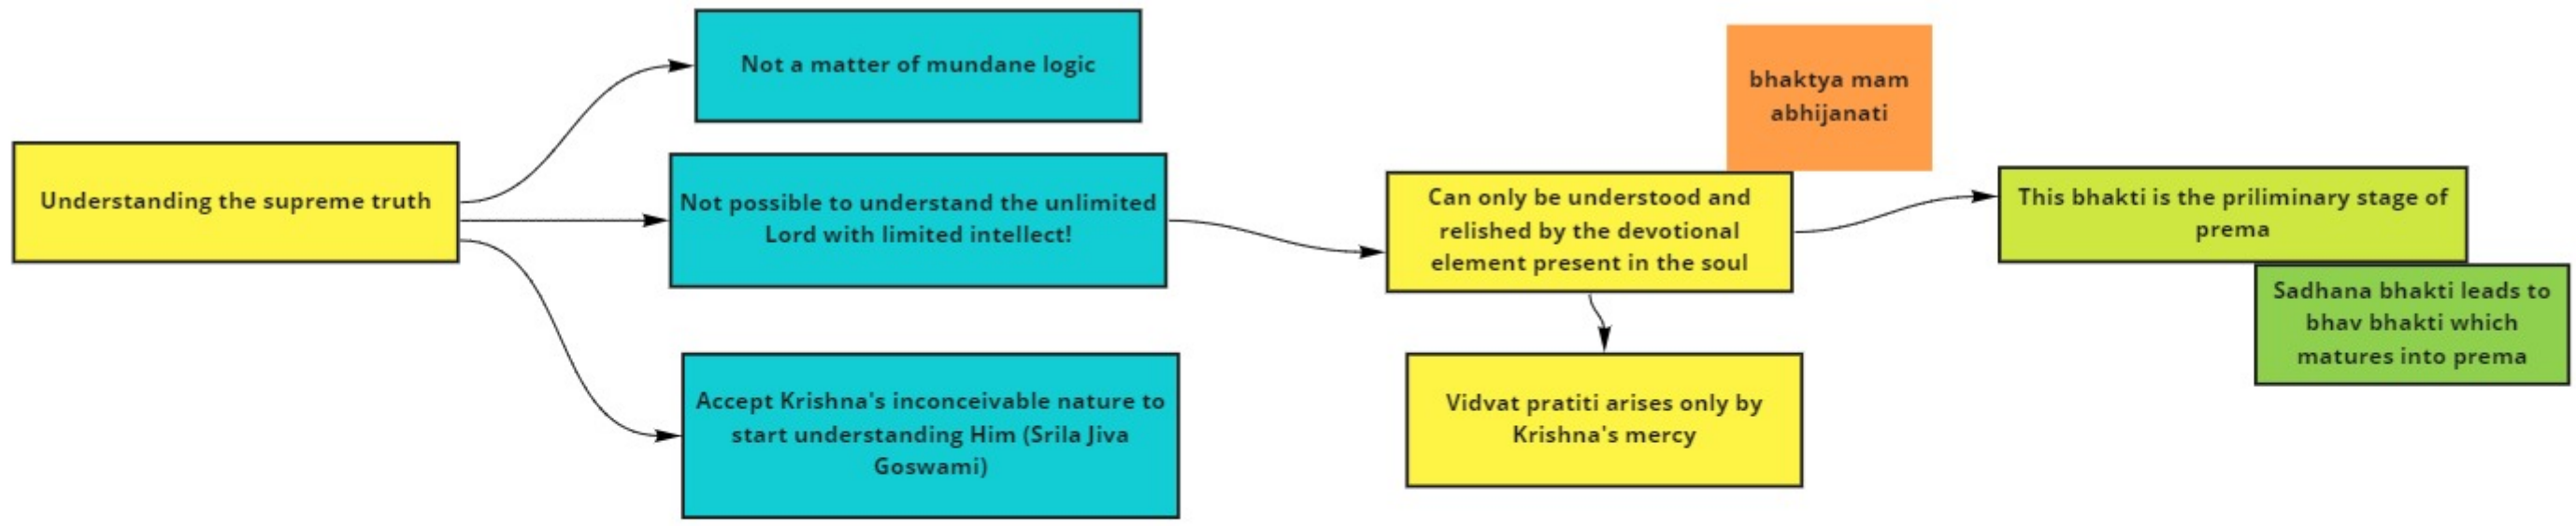 Understanding the supreme truth
Not a matter of mundane logic
Not possible to understand the unlimited
Lord with limited intellect!
Accept Krishna's inconceivable nature to
start understanding Him (Srila Jiva
Goswami)
bhaktya mam
abhijanati
Can only be understood and
relished by the devotional
element present in the soul
Vidvat pratiti arises only by
Krishna's mercy
This bhakti is the priliminary stage of
prema
Sadhana bhakti leads to
bhav bhakti which
matures into prema